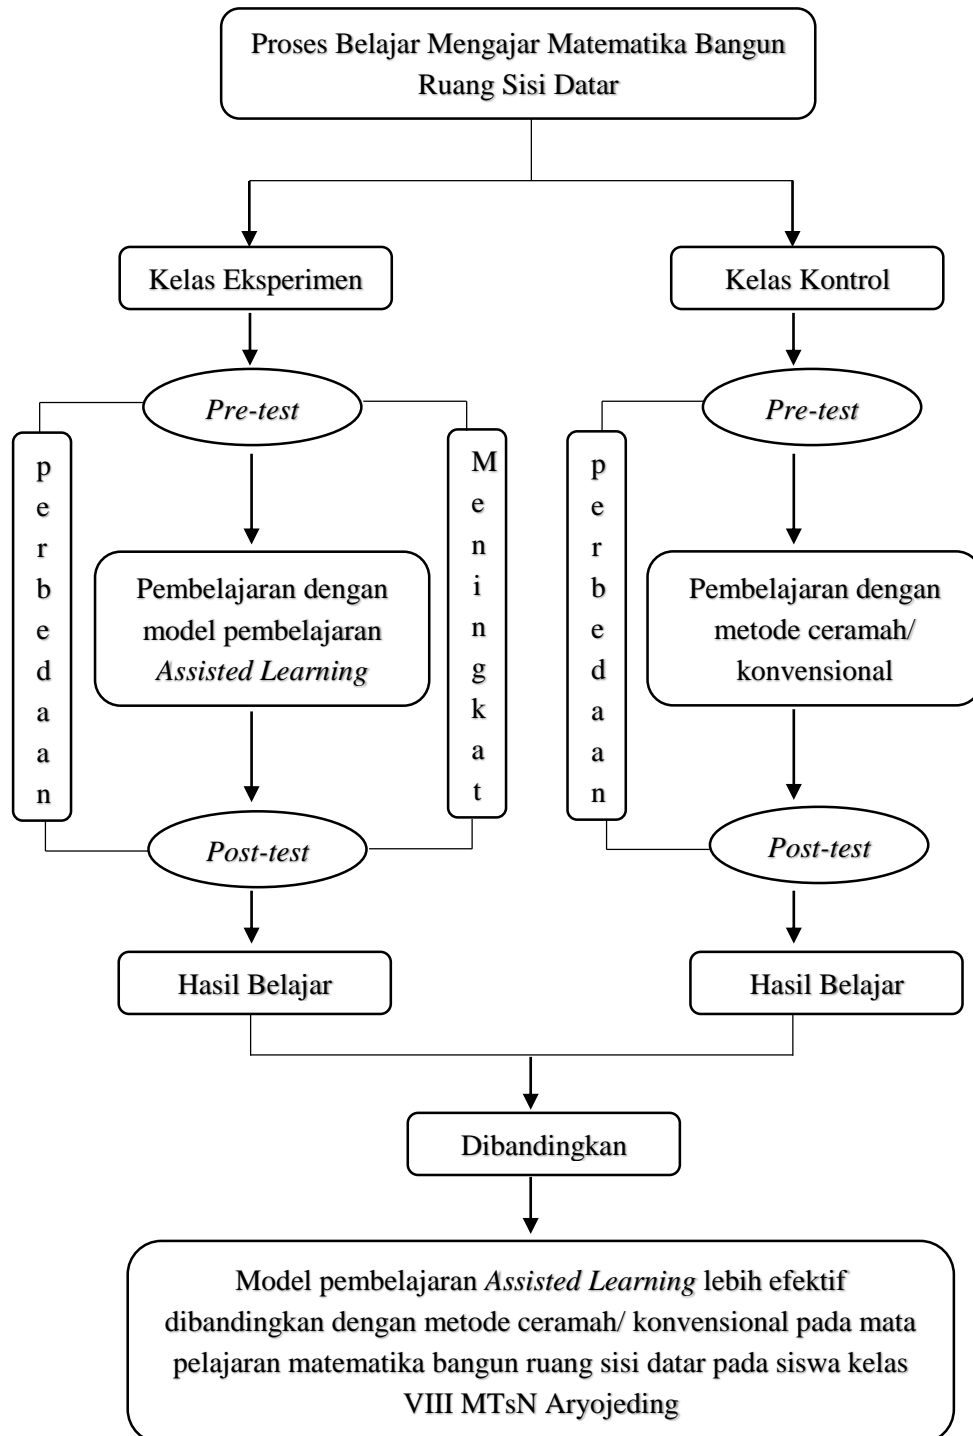 Proses Belajar Mengajar Matematika Bangun
Ruang Sisi Datar
Kelas Eksperimen
Kelas Kontrol
Pre-test
Pre-test
perbedaan
Meningkat
perbedaan
Pembelajaran dengan
model pembelajaran
Assisted Learning
Pembelajaran dengan
metode ceramah/
konvensional
Post-test
Post-test
Hasil Belajar
Hasil Belajar
Dibandingkan
Model pembelajaran Assisted Learning lebih efektif
dibandingkan dengan metode ceramah/ konvensional pada mata
pelajaran matematika bangun ruang sisi datar pada siswa kelas
VIII MTsN Aryojeding